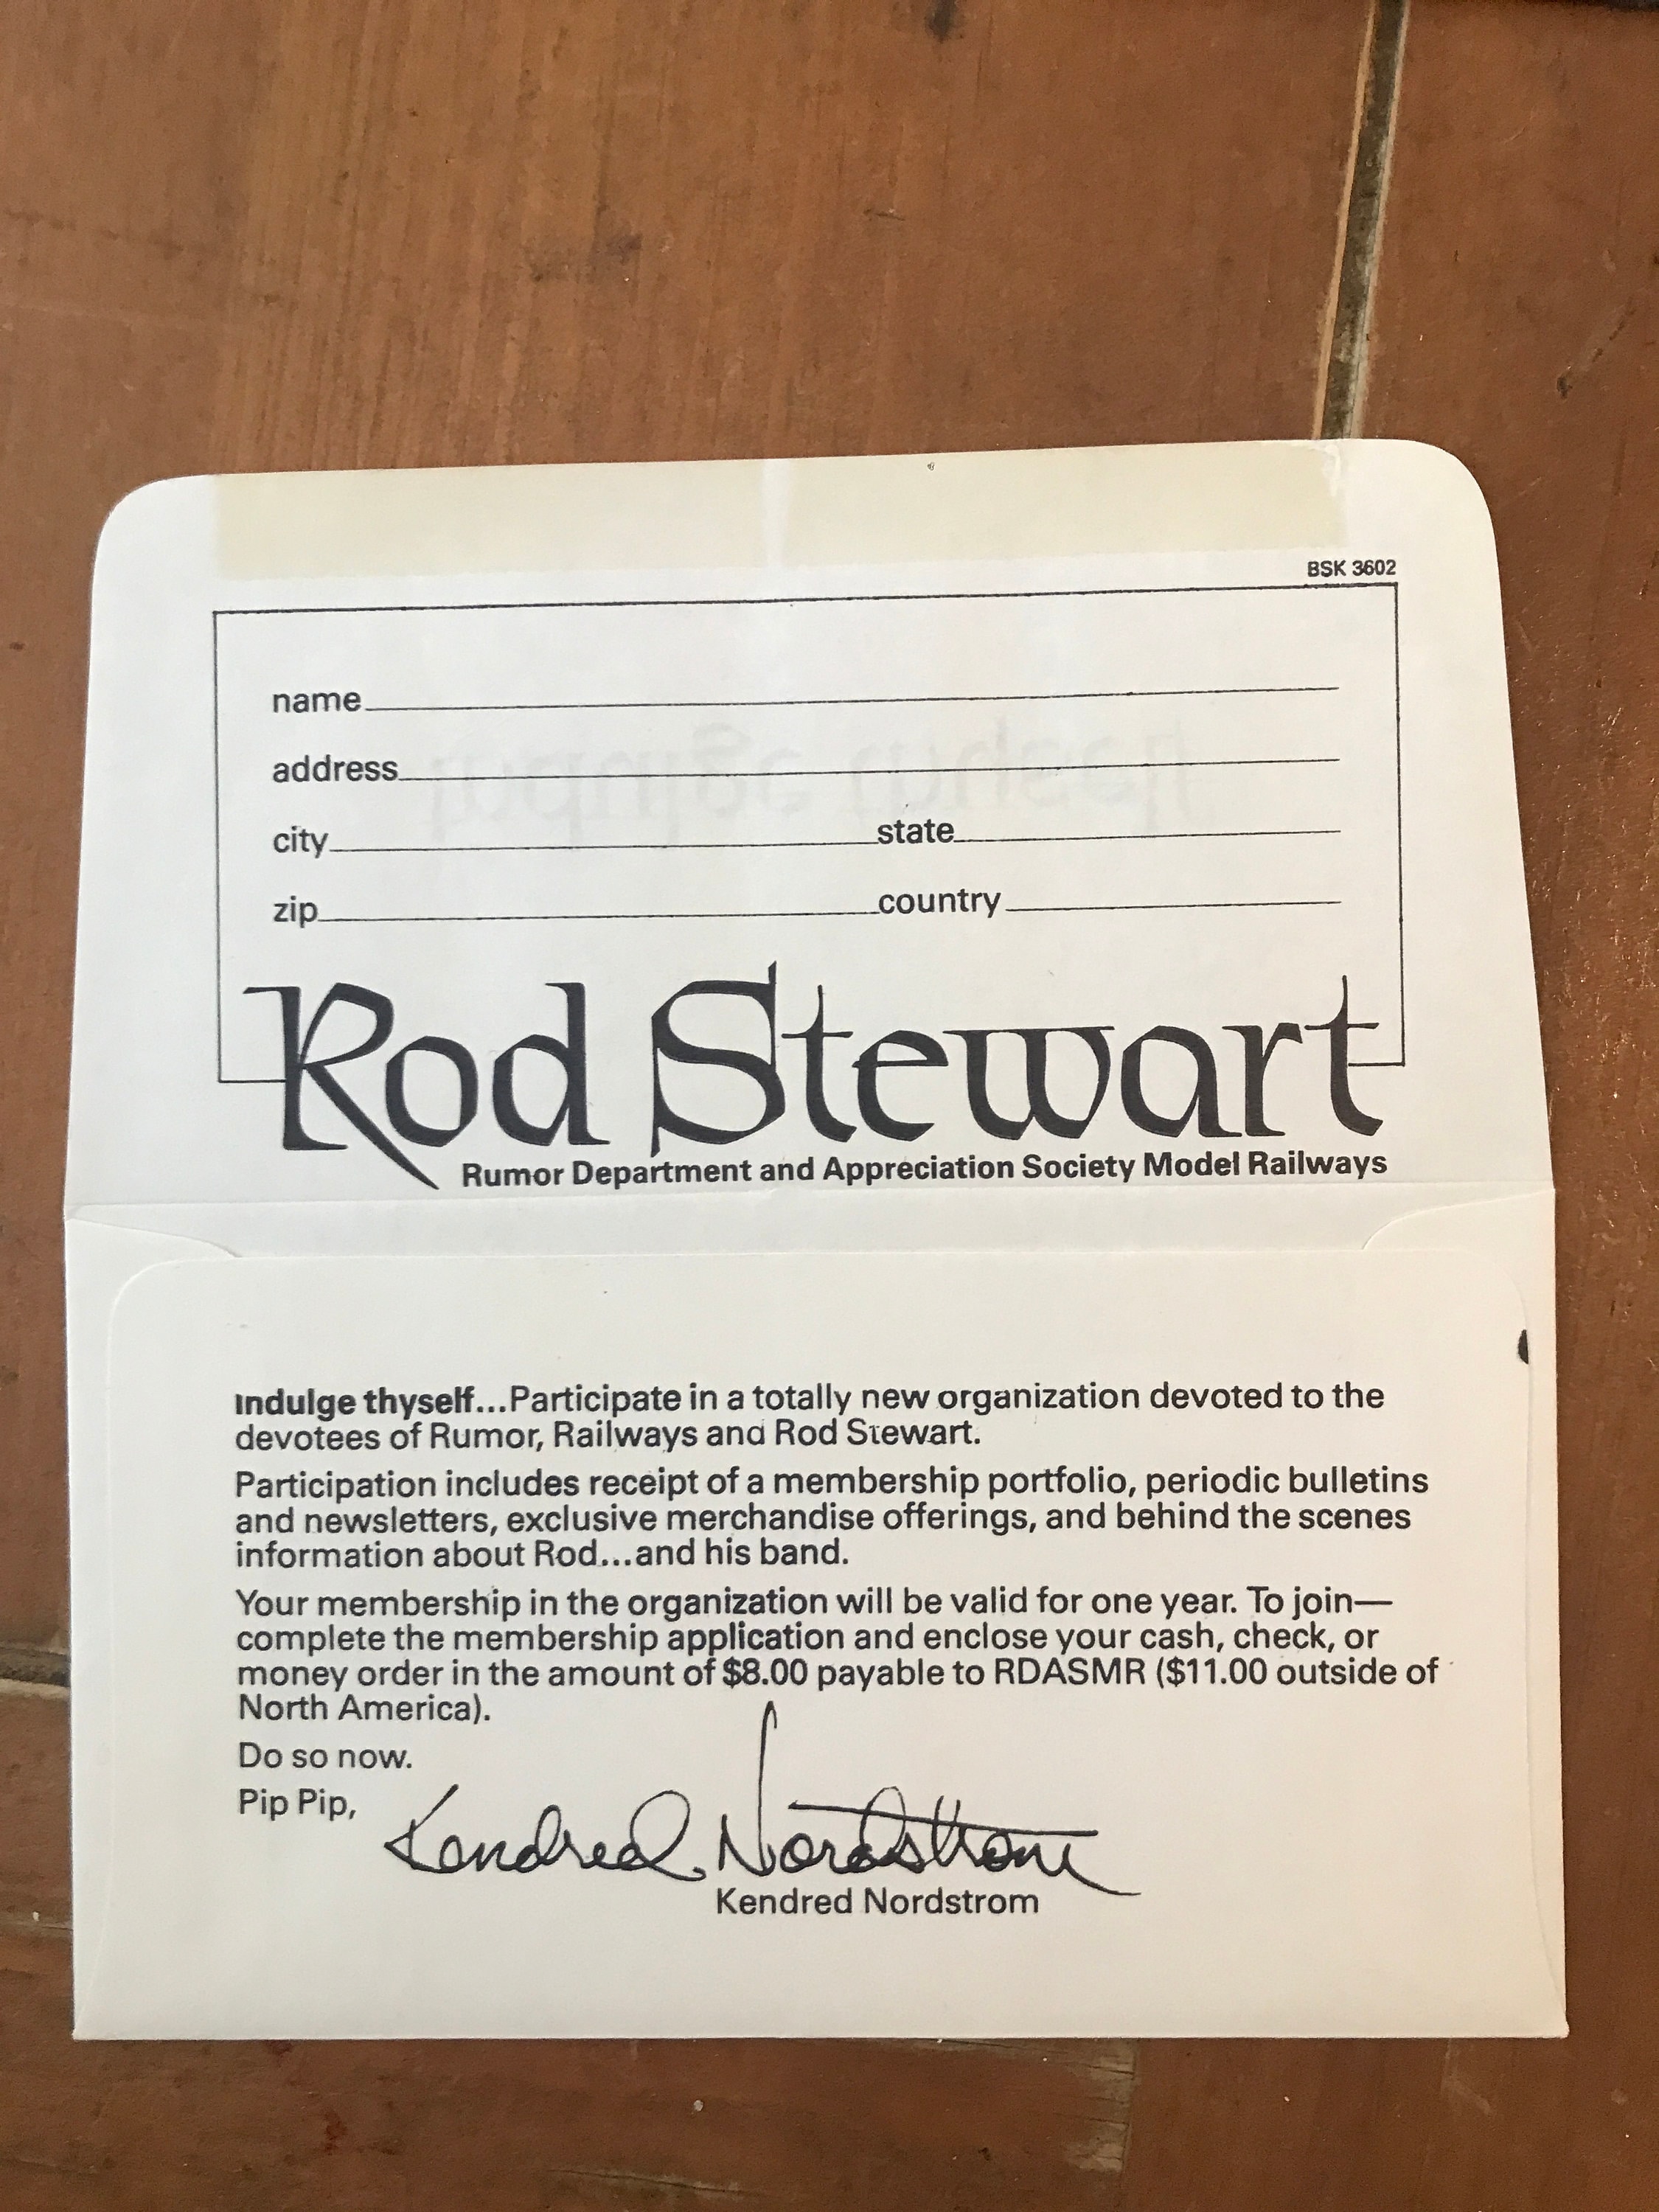 BSK 3602
name
address
city state
zip country
Rod Stewart
Rumor Department and Appreciation Society Model Railways
Indulge thyself...Participate in a totally new organization devoted to the
devotees of Rumor, Railways and Rod Stewart.
Participation includes receipt of a membership portfolio, periodic bulletins
and newsletters, exclusive merchandise offerings, and behind the scenes
information about Rod...and his band.
Your membership in the organization will be valid for one year. To join—
complete the membership application and enclose your cash, check, or
money order in the amount of $8.00 payable to RDASMR ($11.00 outside of
North America).
Do so now.
Pip Pip,
Kendred Nordstrom
Kendred Nordstrom